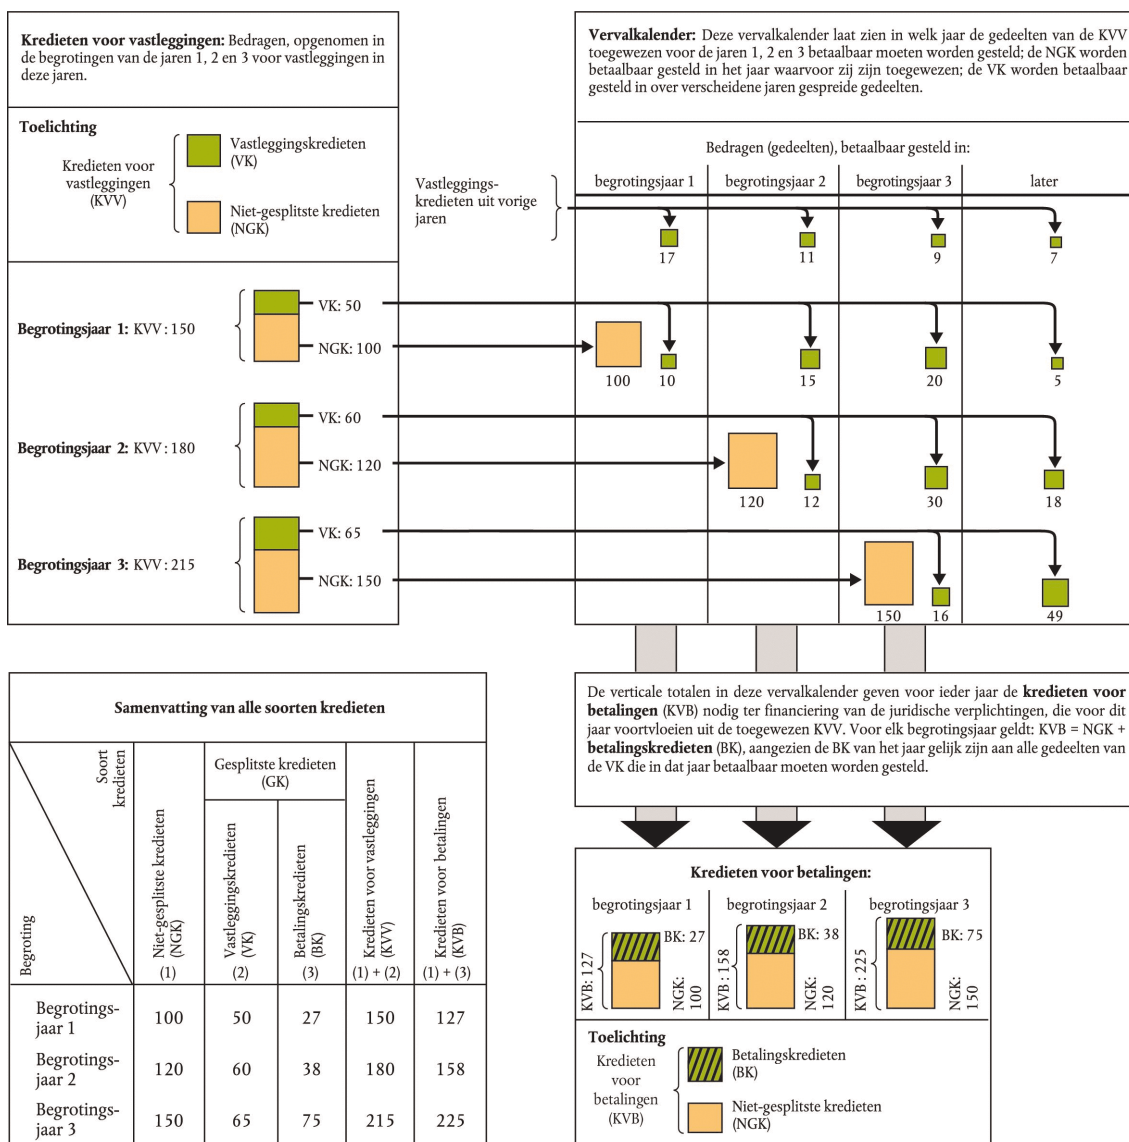 Kredieten voor vastleggingen: Bedragen, opgenomen in
de begrotingen van de jaren 1, 2 en 3 voor vastleggingen in
deze jaren.
Toelichting
Kredieten voor
vastleggingen
(KVV)
Vastleggingskredieten
(VK)
Niet-gesplitste kredieten
(NGK)
Vervalkalender: Deze vervalkalender laat zien in welk jaar de gedeelten van de KVV
toegewezen voor de jaren 1, 2 en 3 betaalbaar moeten worden gesteld; de NGK worden
betaalbaar gesteld in het jaar waarvoor zij zijn toegewezen; de VK worden betaalbaar
gesteld in over verscheidene jaren gespreide gedeelten.
Bedragen (gedeelten), betaalbaar gesteld in:
begrotingsjaar 1 begrotingsjaar 2 begrotingsjaar 3 later
Vastleggings-
kredieten uit vorige
jaren
17 11 9 7
Begrotingsjaar 1: KVV : 150
VK: 50
NGK: 100
100 10 15 20 5
Begrotingsjaar 2: KVV : 180
VK: 60
NGK: 120
120 12 30 18
Begrotingsjaar 3: KVV : 215
VK: 65
NGK: 150
150 16 49
De verticale totalen in deze vervalkalender geven voor ieder jaar de kredieten voor
betalingen (KVB) nodig ter financiering van de juridische verplichtingen, die voor dit
jaar voortvloeien uit de toegewezen KVV. Voor elk begrotingsjaar geldt: KVB = NGK +
betalingskredieten (BK), aangezien de BK van het jaar gelijk zijn aan alle gedeelten van
de VK die in dat jaar betaalbaar moeten worden gesteld.
Samenvatting van alle soorten kredieten
Soort
kredieten
Begroting
Niet-gesplitste kredieten
(NGK)
(1)
Gesplitste kredieten
(GK)
Vastleggingskredieten
(VK)
(2)
Betalingskredieten
(BK)
(3)
Kredieten voor vastleggingen
(KVV)
(1) + (2)
Kredieten voor betalingen
(KVB)
(1) + (3)
Begrotings-
jaar 1
100 50 27 150 127
Begrotings-
jaar 2
120 60 38 180 158
Begrotings-
jaar 3
150 65 75 215 225
Kredieten voor betalingen:
begrotingsjaar 1 begrotingsjaar 2 begrotingsjaar 3
KVB: 127
BK: 27
NGK:
100
KVB : 158
BK: 38
NGK:
120
KVB : 225
BK: 75
NGK:
150
Toelichting
Kredieten
voor
betalingen
(KVB)
Betalingskredieten
(BK)
Niet-gesplitste kredieten
(NGK)